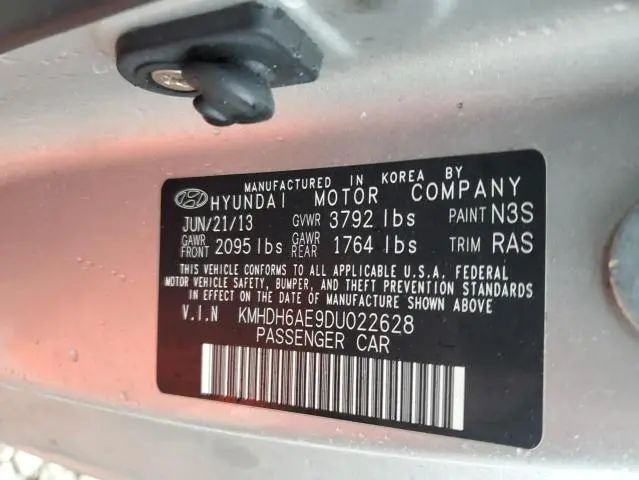 MANUFACTURED IN KOREA BY
HYUNDAI MOTOR COMPANY
JUN/21/13 GVWR 3792 lbs PAINT N3S
GAWR FRONT 2095 lbs GAWR REAR 1764 lbs TRIM RAS
THIS VEHICLE CONFORMS TO ALL APPLICABLE U.S.A. FEDERAL
MOTOR VEHICLE SAFETY, BUMPER, AND THEFT PREVENTION STANDARDS
IN EFFECT ON THE DATE OF MANUFACTURE SHOWN ABOVE
V.I.N KMHDH6AE9DU022628
PASSENGER CAR